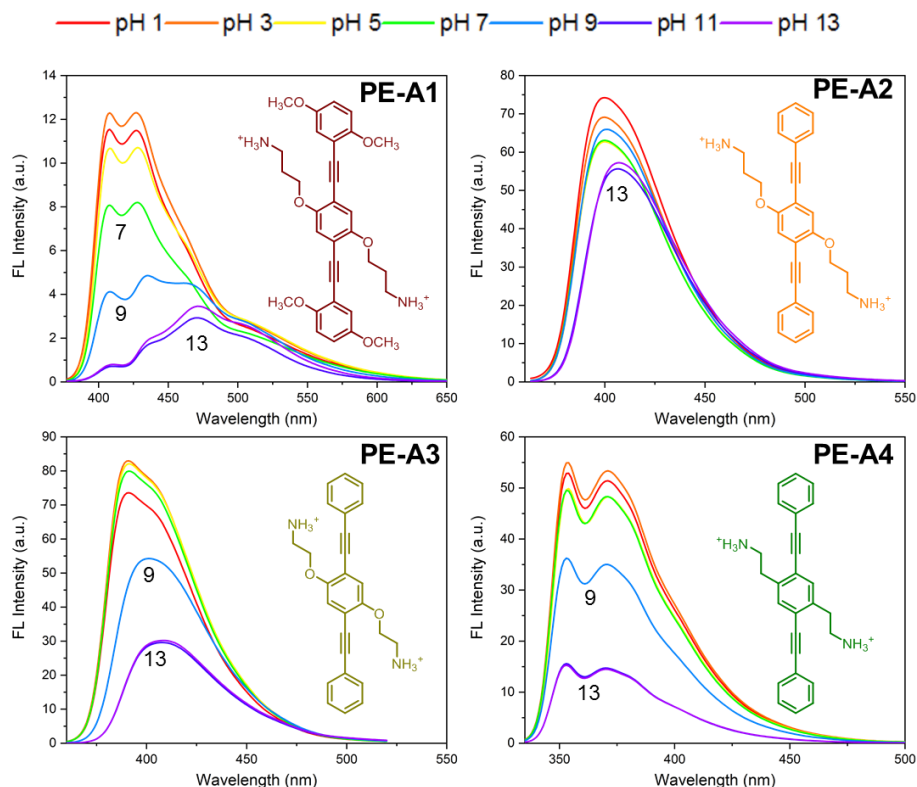 pH 1 pH 3 pH 5 pH 7 pH 9 pH 11 pH 13
PE-A1
14
12
10
8
6
4
2
0
FL Intensity (a.u.)
7
9
13
OCH₃
H₃CO
⁺H₃N
O
O
NH₃⁺
H₃CO
OCH₃
400 450 500 550 600 650
Wavelength (nm)
PE-A2
80
70
60
50
40
30
20
10
0
FL Intensity (a.u.)
13
⁺H₃N
O
O
NH₃⁺
400 450 500 550
Wavelength (nm)
PE-A3
90
80
70
60
50
40
30
20
10
0
FL Intensity (a.u.)
9
13
NH₃⁺
O
O
NH₃⁺
400 450 500 550
Wavelength (nm)
PE-A4
60
50
40
30
20
10
0
FL Intensity (a.u.)
9
13
⁺H₃N
NH₃⁺
350 400 450 500
Wavelength (nm)